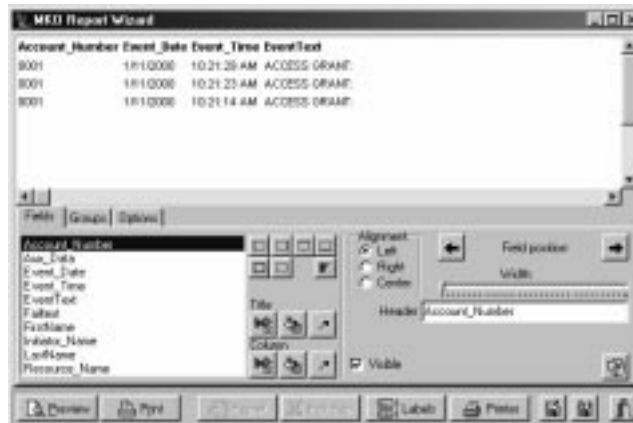 MKD Report Wizard
Account_Number Event_Date Event_Time EventText
0001 1/11/2000 10:21:29 AM ACCESS GRANT:
0001 1/11/2000 10:21:23 AM ACCESS GRANT:
0001 1/11/2000 10:21:14 AM ACCESS GRANT:
Fields Groups Options
Account_Number
Aux_Data
Event_Date
Event_Time
EventText
FirstName
Initiator_Name
LastName
Resource_Name
Title
Column
Alignment
Left
Right
Center
Field position
Width
Header Account_Number
Visible
Preview Print Labels Printer